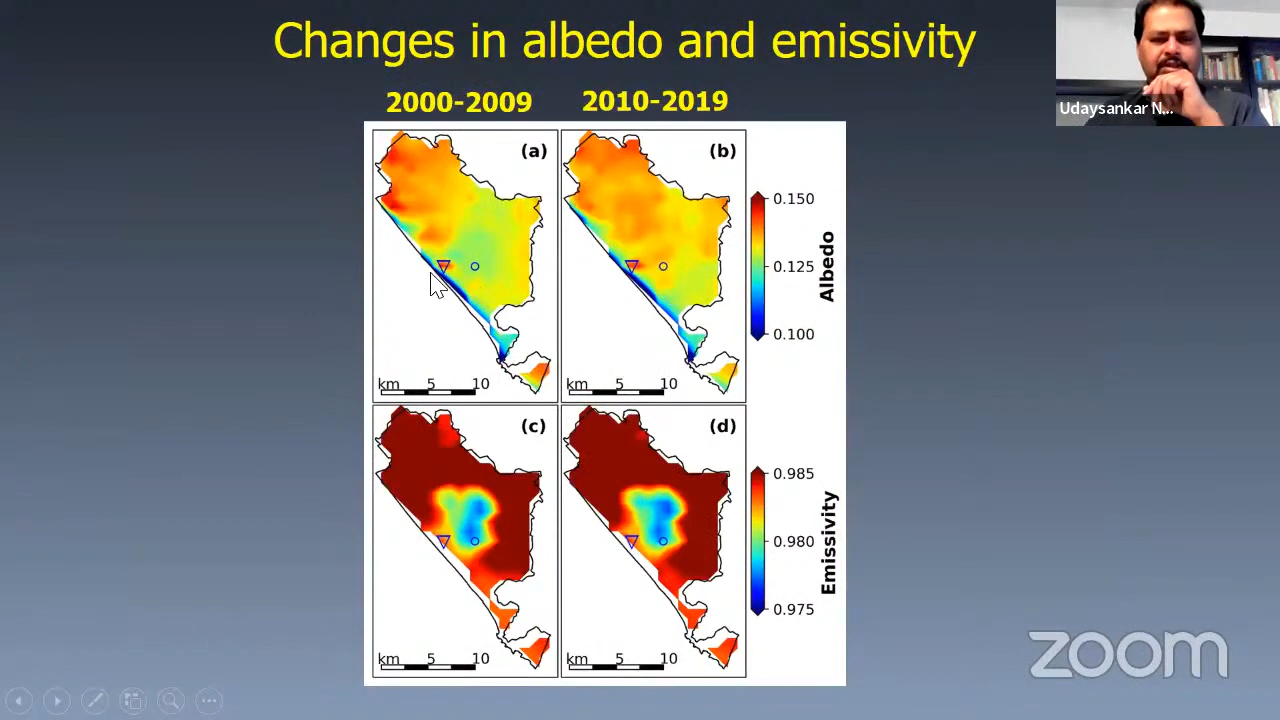 Changes in albedo and emissivity
Udaysankar N...
2000-2009
2010-2019
(a)
(b)
0.150
0.125
0.100
Albedo
km 5 10
km 5 10
(c)
(d)
0.985
0.980
0.975
Emissivity
km 5 10
km 5 10
zoom